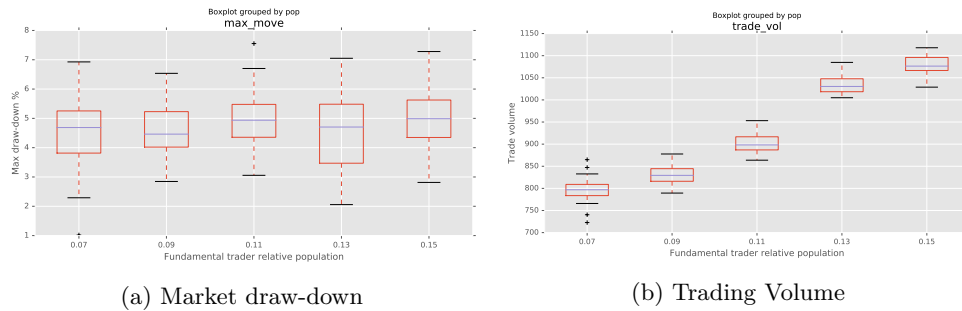 Boxplot grouped by pop
max_move
8
7
6
5
4
3
2
1
Max draw-down %
0.07 0.09 0.11 0.13 0.15
Fundamental trader relative population
(a) Market draw-down
Boxplot grouped by pop
trade_vol
1150
1100
1050
1000
950
900
850
800
750
700
Trade volume
0.07 0.09 0.11 0.13 0.15
Fundamental trader relative population
(b) Trading Volume